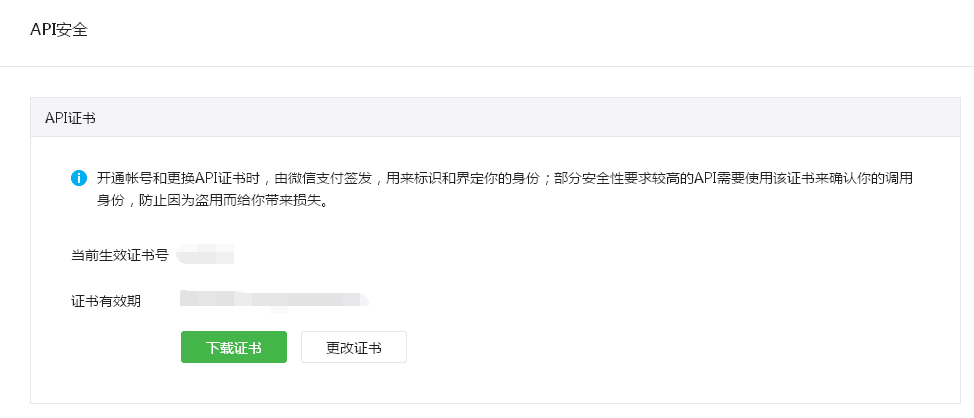 API安全
API证书
开通帐号和更换API证书时，由微信支付签发，用来标识和界定你的身份；部分安全性要求较高的API需要使用该证书来确认你的调用
身份，防止因为盗用而给你带来损失。
当前生效证书号
证书有效期
下载证书 更改证书